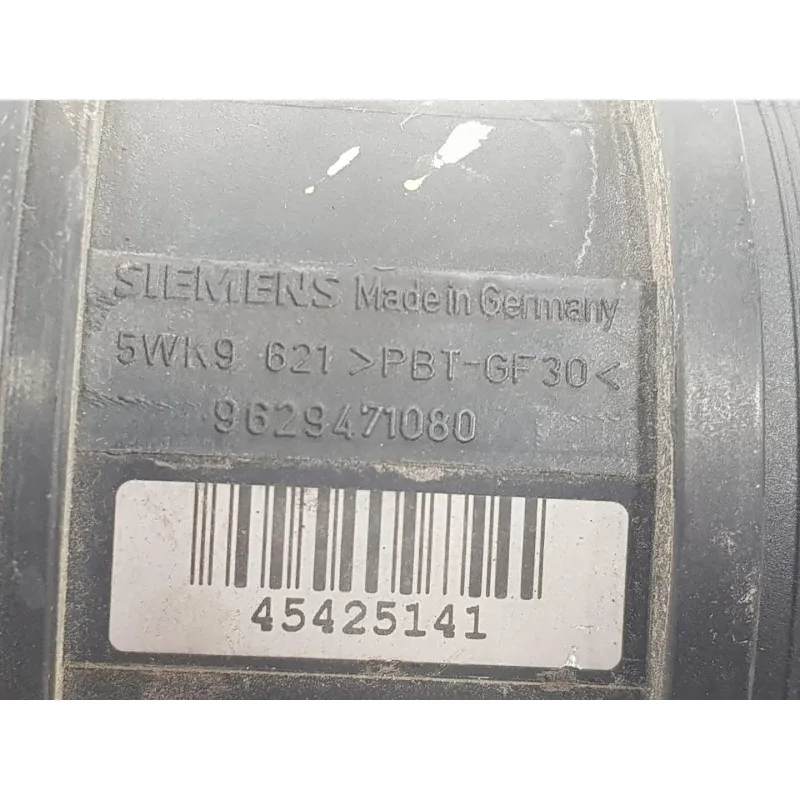 SIEMENS Made in Germany
5WK9 621 >PBT-GF30<
9629471080
45425141